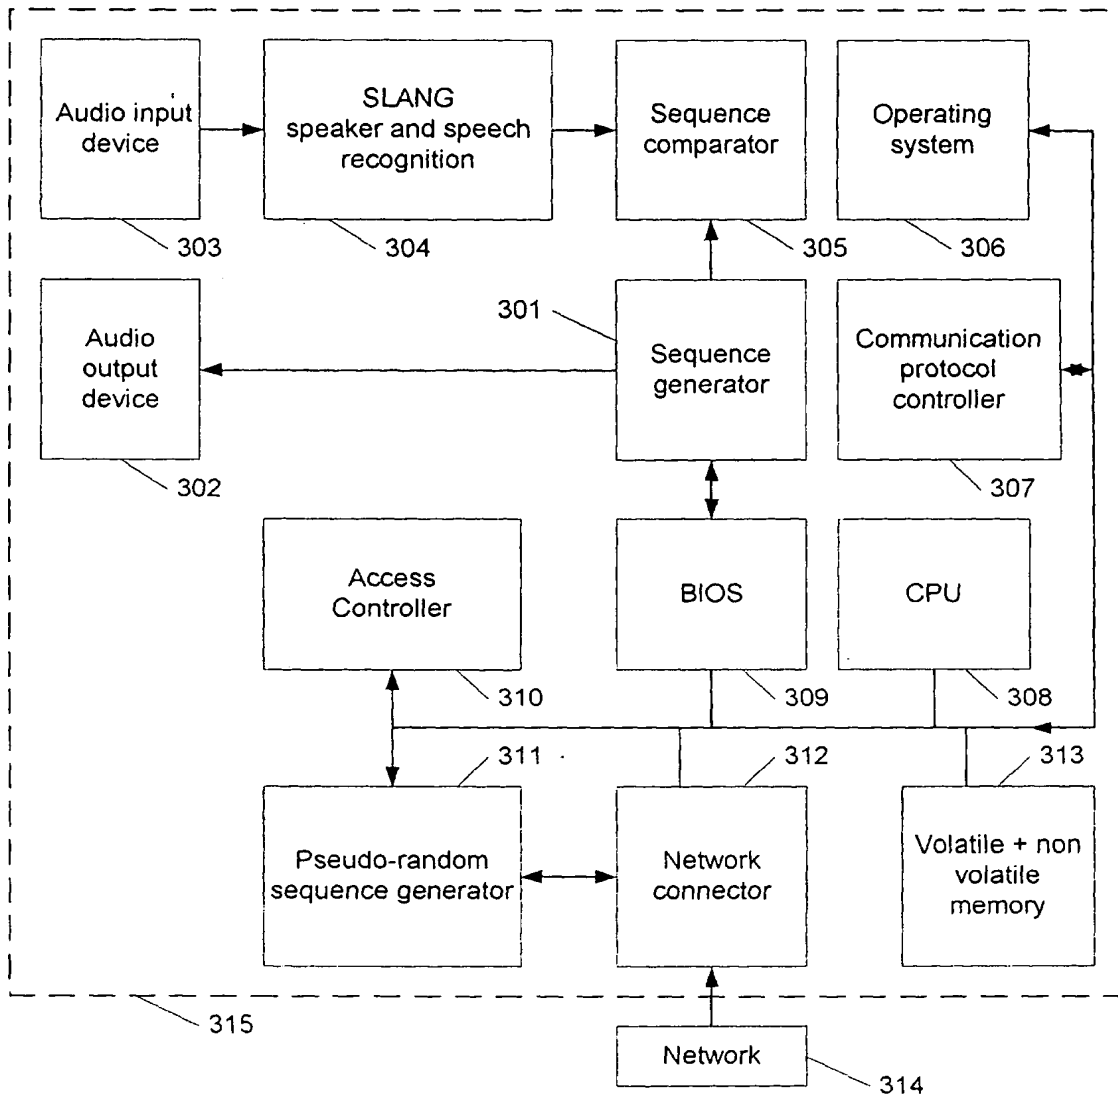 Audio input
device
SLANG
speaker and speech
recognition
Sequence
comparator
Operating
system
303
304
305
306
301
Audio
output
device
Sequence
generator
Communication
protocol
controller
302
307
Access
Controller
BIOS
CPU
310
309
308
311
312
313
Pseudo-random
sequence generator
Network
connector
Volatile + non
volatile
memory
315
Network
314